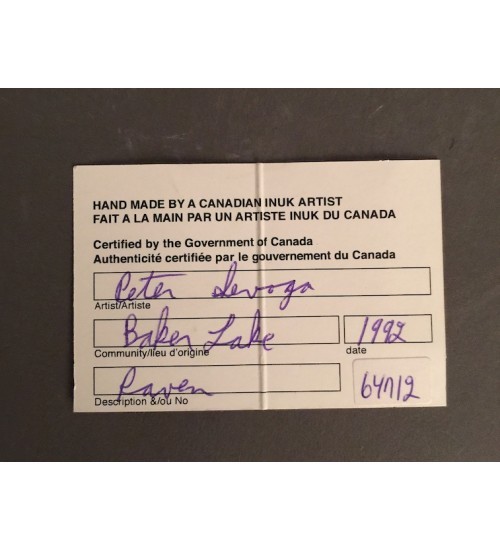 HAND MADE BY A CANADIAN INUK ARTIST
FAIT A LA MAIN PAR UN ARTISTE INUK DU CANADA
Certified by the Government of Canada
Authenticité certifiée par le gouvernement du Canada
Peter Sevoga
Artist/Artiste
Baker Lake 1992
Community/lieu d'origine date
Raven
Description &/ou No